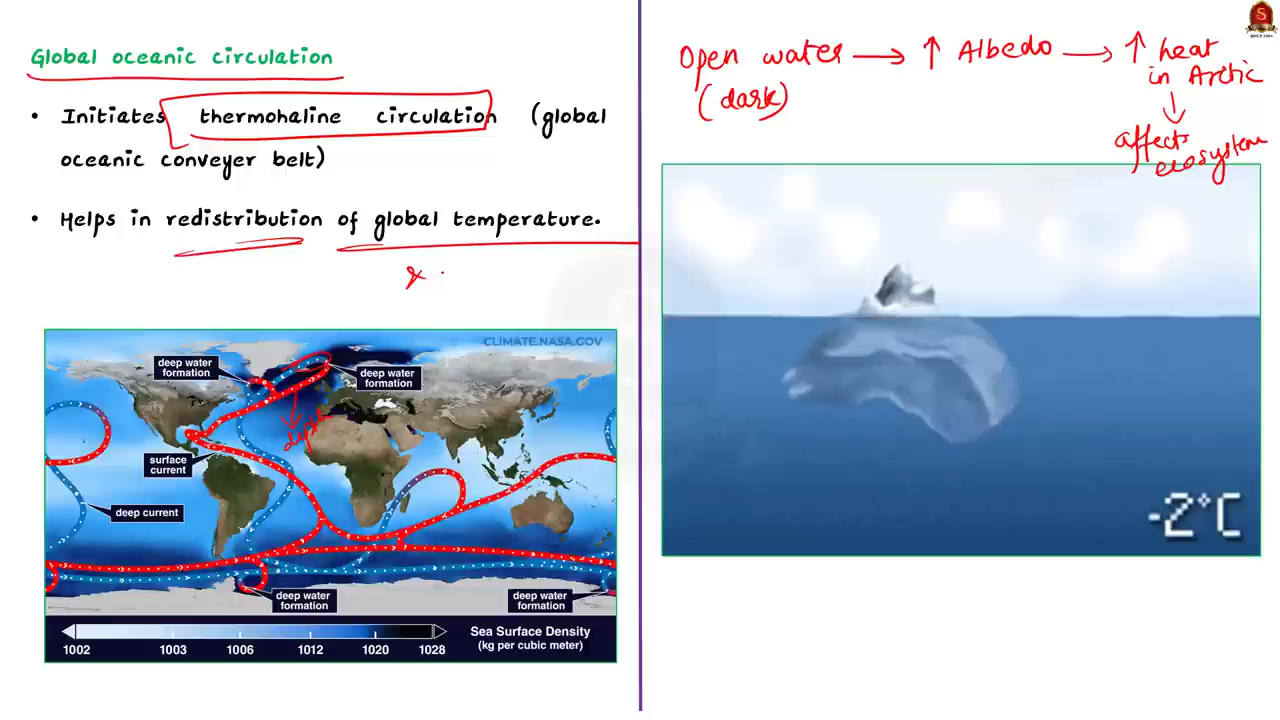 Global oceanic circulation
• Initiates thermohaline circulation (global
oceanic conveyer belt)
• Helps in redistribution of global temperature.
&
CLIMATE.NASA.GOV
deep water
formation
deep water
formation
depth
surface
current
deep current
deep water
formation
deep water
formation
Sea Surface Density
(kg per cubic meter)
1002 1003 1006 1012 1020 1028
Open water → ↑ Albedo → ↑ heat
(dark) in Arctic
↓
affects
ecosystem
-2°C